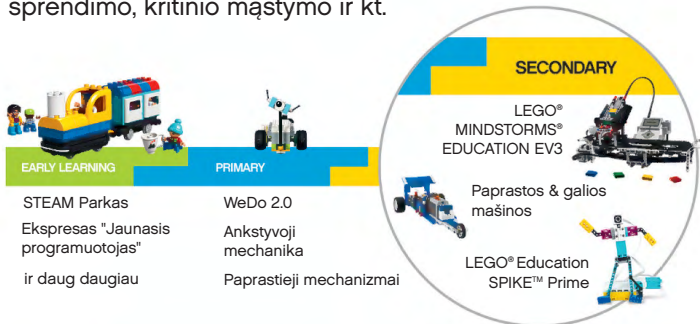 sprendimo, kritinio mąstymo ir kt.
EARLY LEARNING
STEAM Parkas
Ekspresas "Jaunasis
programuotojas"
ir daug daugiau
PRIMARY
WeDo 2.0
Ankstyvoji
mechanika
Paprastieji mechanizmai
SECONDARY
LEGO®
MINDSTORMS®
EDUCATION EV3
Paprastos & galios
mašinos
LEGO® Education
SPIKE™ Prime